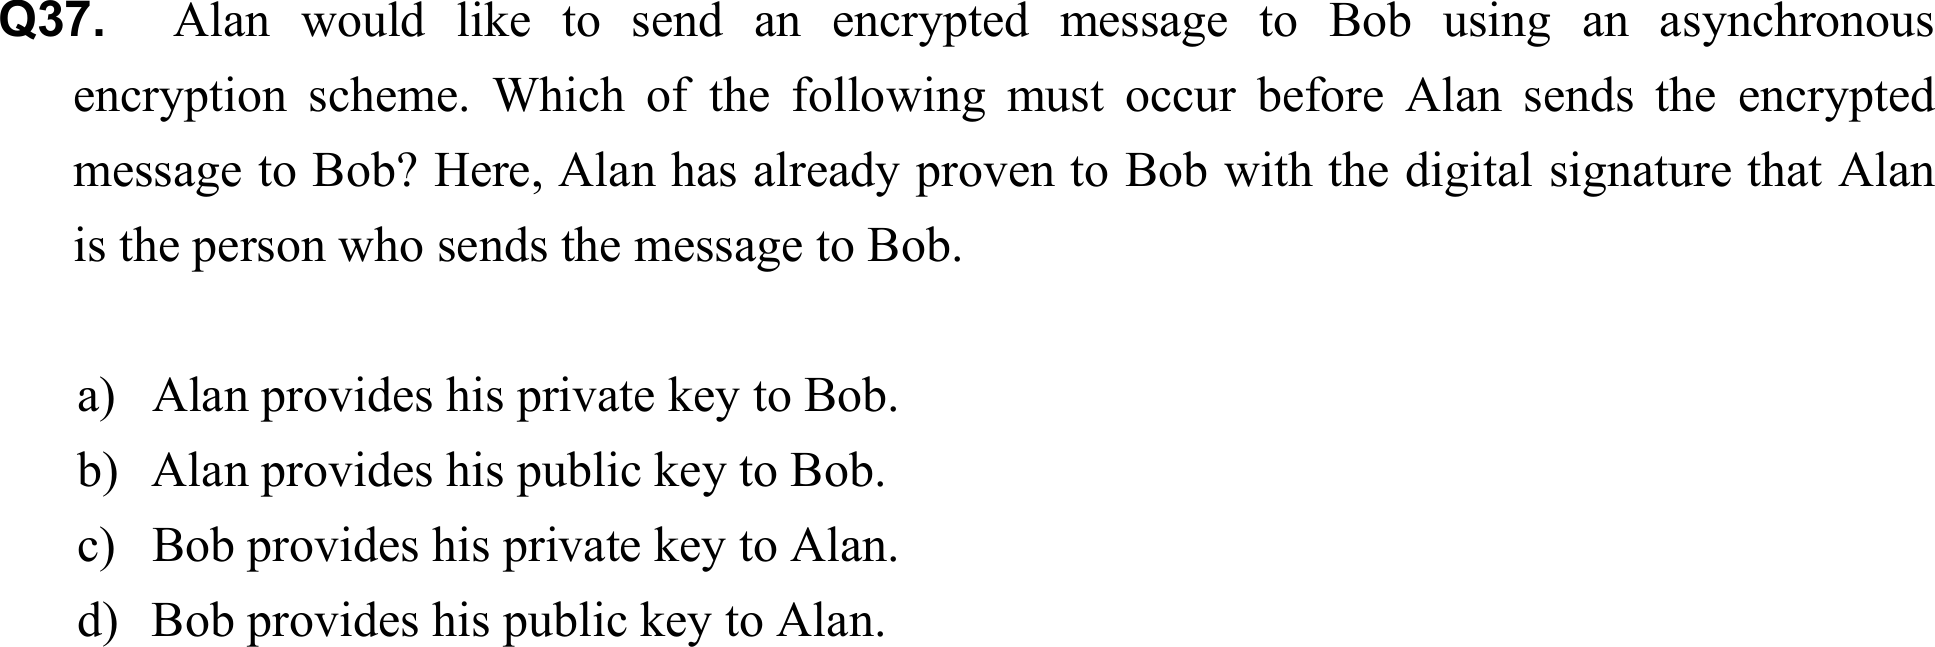 Q37. Alan would like to send an encrypted message to Bob using an asynchronous
encryption scheme. Which of the following must occur before Alan sends the encrypted
message to Bob? Here, Alan has already proven to Bob with the digital signature that Alan
is the person who sends the message to Bob.
a) Alan provides his private key to Bob.
b) Alan provides his public key to Bob.
c) Bob provides his private key to Alan.
d) Bob provides his public key to Alan.